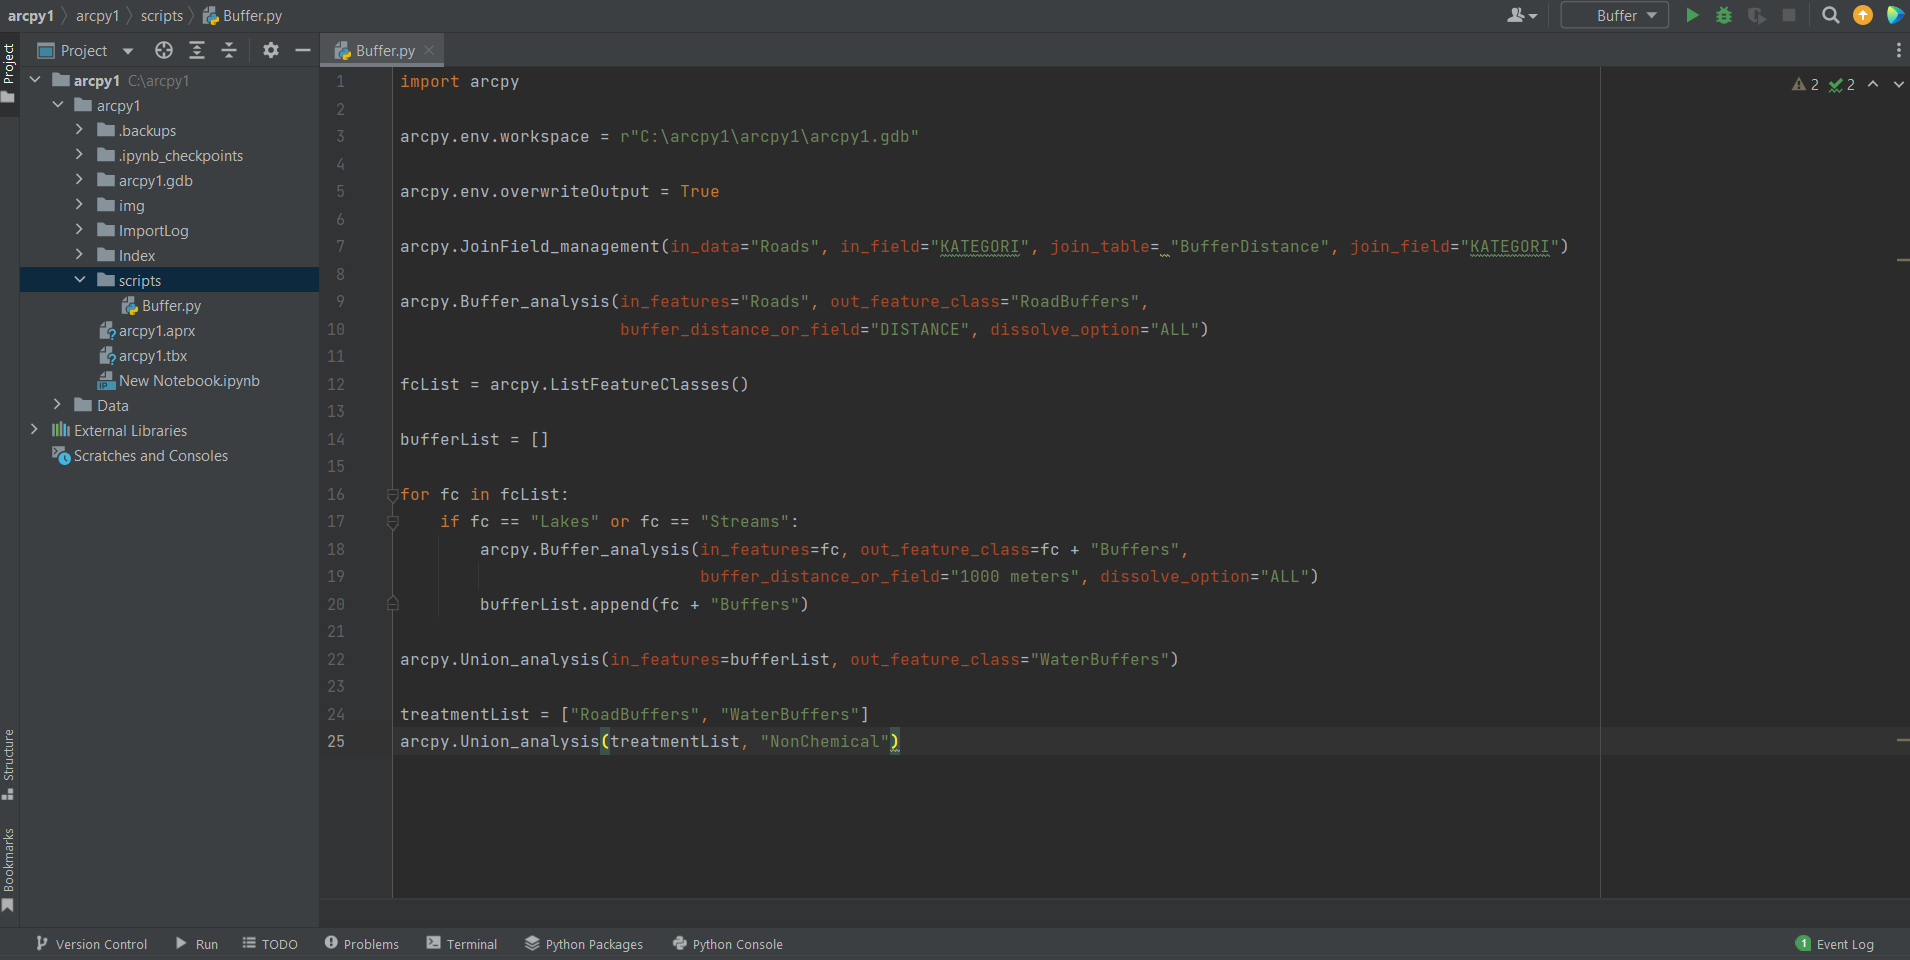 arcpy1 arcpy1 scripts Buffer.py
Buffer
Project
Project
Buffer.py
arcpy1 C:\arcpy1
arcpy1
.backups
.ipynb_checkpoints
arcpy1.gdb
img
ImportLog
Index
scripts
Buffer.py
arcpy1.aprx
arcpy1.tbx
New Notebook.ipynb
Data
External Libraries
Scratches and Consoles
Structure
Bookmarks
2 2
1 import arcpy
2
3 arcpy.env.workspace = r"C:\arcpy1\arcpy1\arcpy1.gdb"
4
5 arcpy.env.overwriteOutput = True
6
7 arcpy.JoinField_management(in_data="Roads", in_field="KATEGORI", join_table= "BufferDistance", join_field="KATEGORI")
8
9 arcpy.Buffer_analysis(in_features="Roads", out_feature_class="RoadBuffers",
10 buffer_distance_or_field="DISTANCE", dissolve_option="ALL")
11
12 fcList = arcpy.ListFeatureClasses()
13
14 bufferList = []
15
16 for fc in fcList:
17 if fc == "Lakes" or fc == "Streams":
18 arcpy.Buffer_analysis(in_features=fc, out_feature_class=fc + "Buffers",
19 buffer_distance_or_field="1000 meters", dissolve_option="ALL")
20 bufferList.append(fc + "Buffers")
21
22 arcpy.Union_analysis(in_features=bufferList, out_feature_class="WaterBuffers")
23
24 treatmentList = ["RoadBuffers", "WaterBuffers"]
25 arcpy.Union_analysis(treatmentList, "NonChemical")
Version Control Run TODO Problems Terminal Python Packages Python Console 1 Event Log